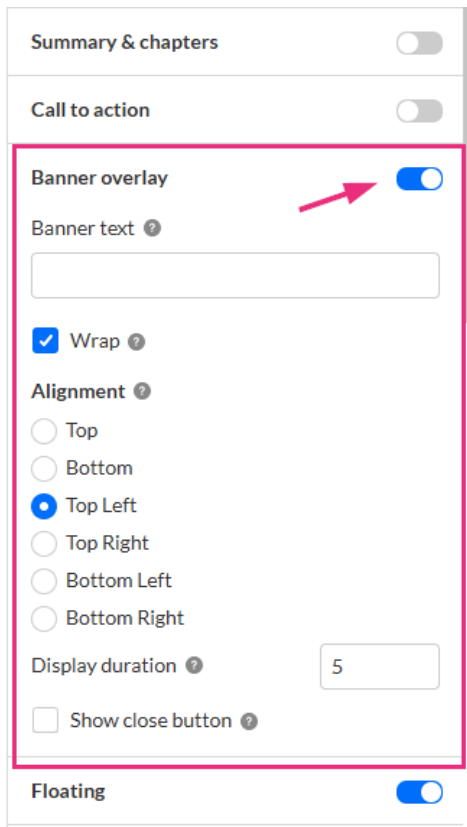 Summary & chapters
Call to action
Banner overlay
Banner text ?
Wrap ?
Alignment ?
Top
Bottom
Top Left
Top Right
Bottom Left
Bottom Right
Display duration ? 5
Show close button ?
Floating